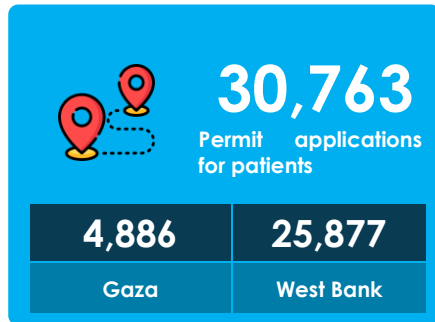 30,763
Permit applications
for patients
4,886 25,877
Gaza West Bank